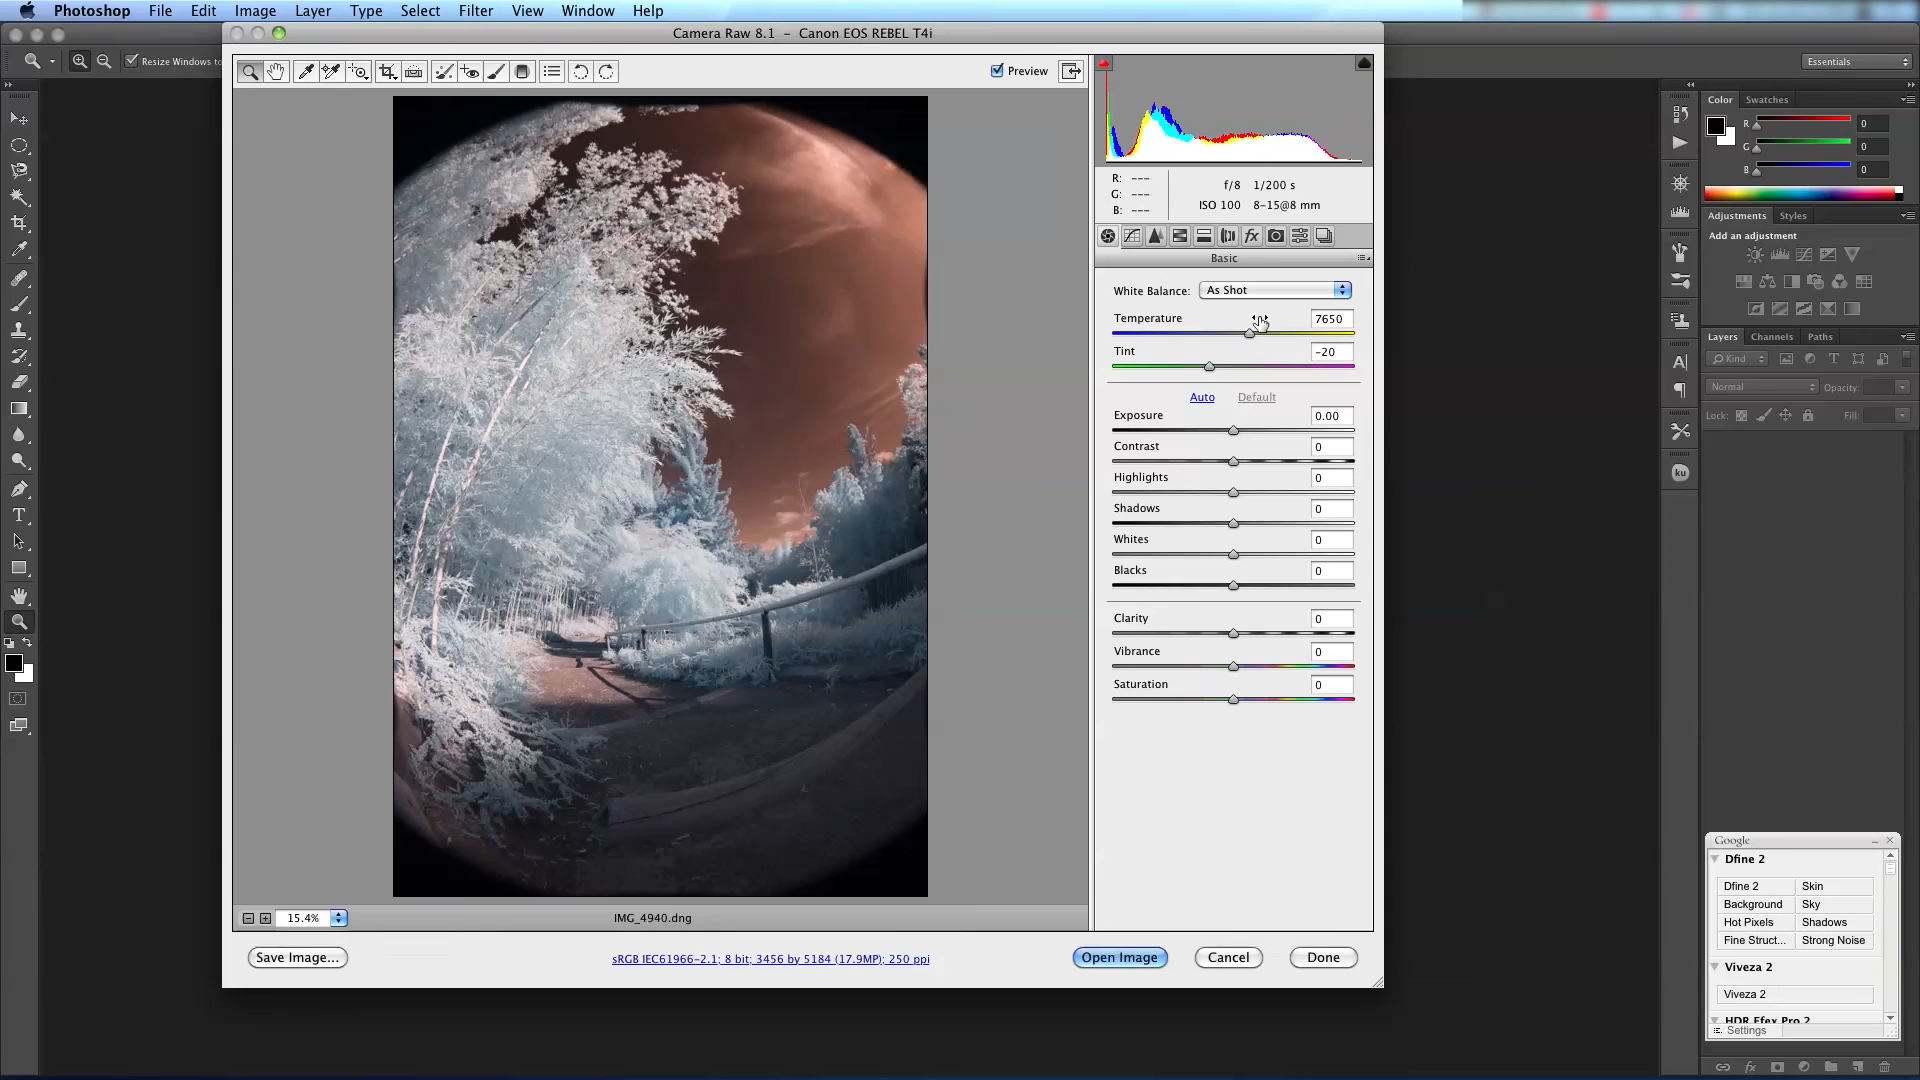 Photoshop File Edit Image Layer Type Select Filter View Window Help
Camera Raw 8.1 – Canon EOS REBEL T4i
Resize Windows to
Essentials
Preview
Color Swatches
R 0
G 0
B 0
R: ---
G: ---
B: ---
f/8 1/200 s
ISO 100 8-15@8 mm
Adjustments Styles
Add an adjustment
Basic
White Balance: As Shot
Temperature 7650
Tint -20
Auto Default
Exposure 0.00
Contrast 0
Highlights 0
Shadows 0
Whites 0
Blacks 0
Clarity 0
Vibrance 0
Saturation 0
Layers Channels Paths
Kind
Normal Opacity:
Lock: Fill:
ku
Google
Dfine 2
Dfine 2 Skin
Background Sky
Hot Pixels Shadows
Fine Struct... Strong Noise
Viveza 2
Viveza 2
HDR Efex Pro 2
Settings
15.4% IMG_4940.dng
Save Image... sRGB IEC61966-2.1; 8 bit; 3456 by 5184 (17.9MP); 250 ppi Open Image Cancel Done